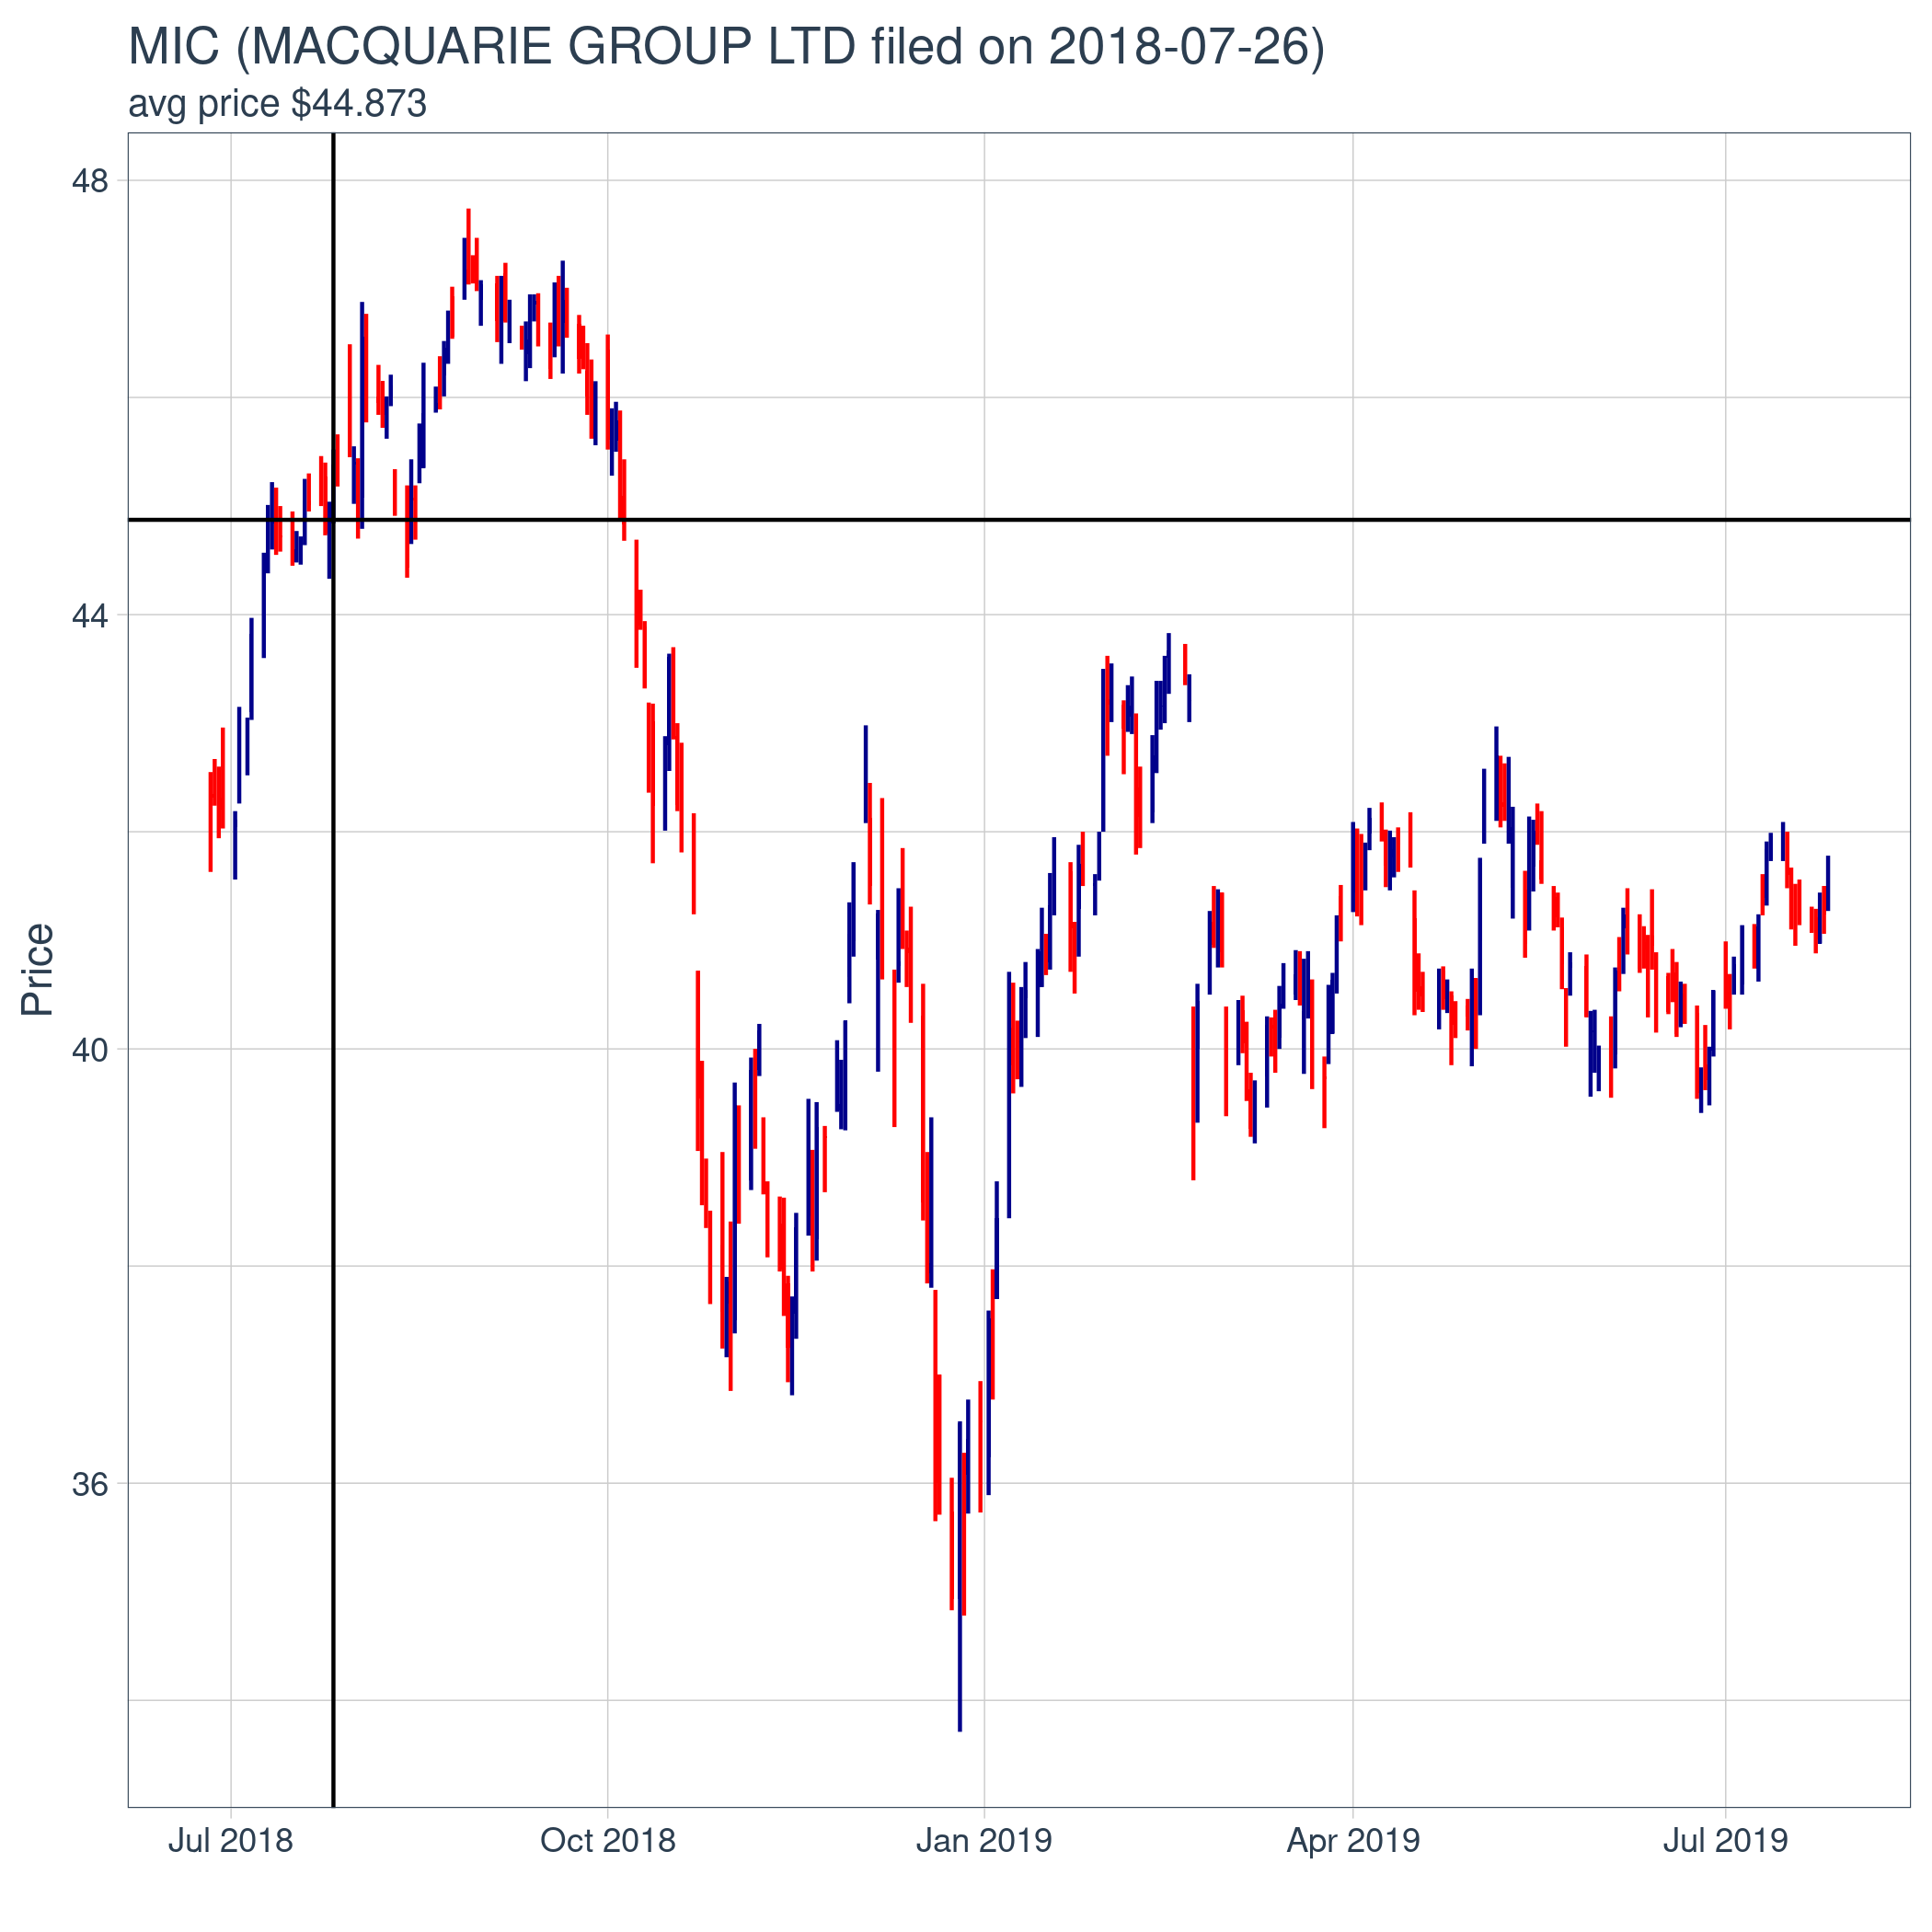 MIC (MACQUARIE GROUP LTD filed on 2018-07-26)
avg price $44.873
48
44
40
36
Price
Jul 2018 Oct 2018 Jan 2019 Apr 2019 Jul 2019